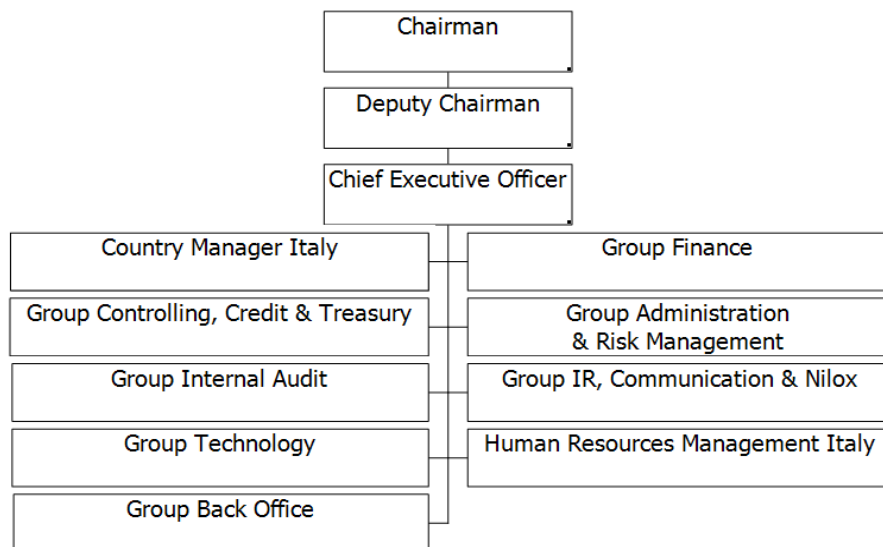 Chairman
Deputy Chairman
Chief Executive Officer
Country Manager Italy
Group Finance
Group Controlling, Credit & Treasury
Group Administration
& Risk Management
Group Internal Audit
Group IR, Communication & Nilox
Group Technology
Human Resources Management Italy
Group Back Office